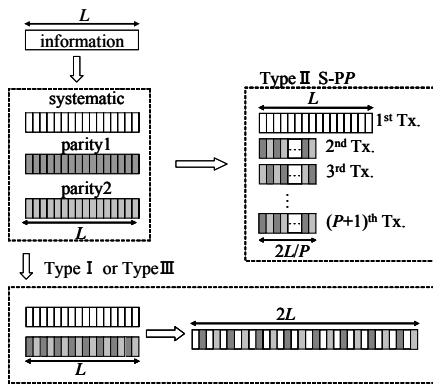 L
information
systematic
parity1
parity2
L
Type II S-PP
L
1st Tx.
2nd Tx.
3rd Tx.
(P+1)th Tx.
2L/P
Type I or Type III
L
2L